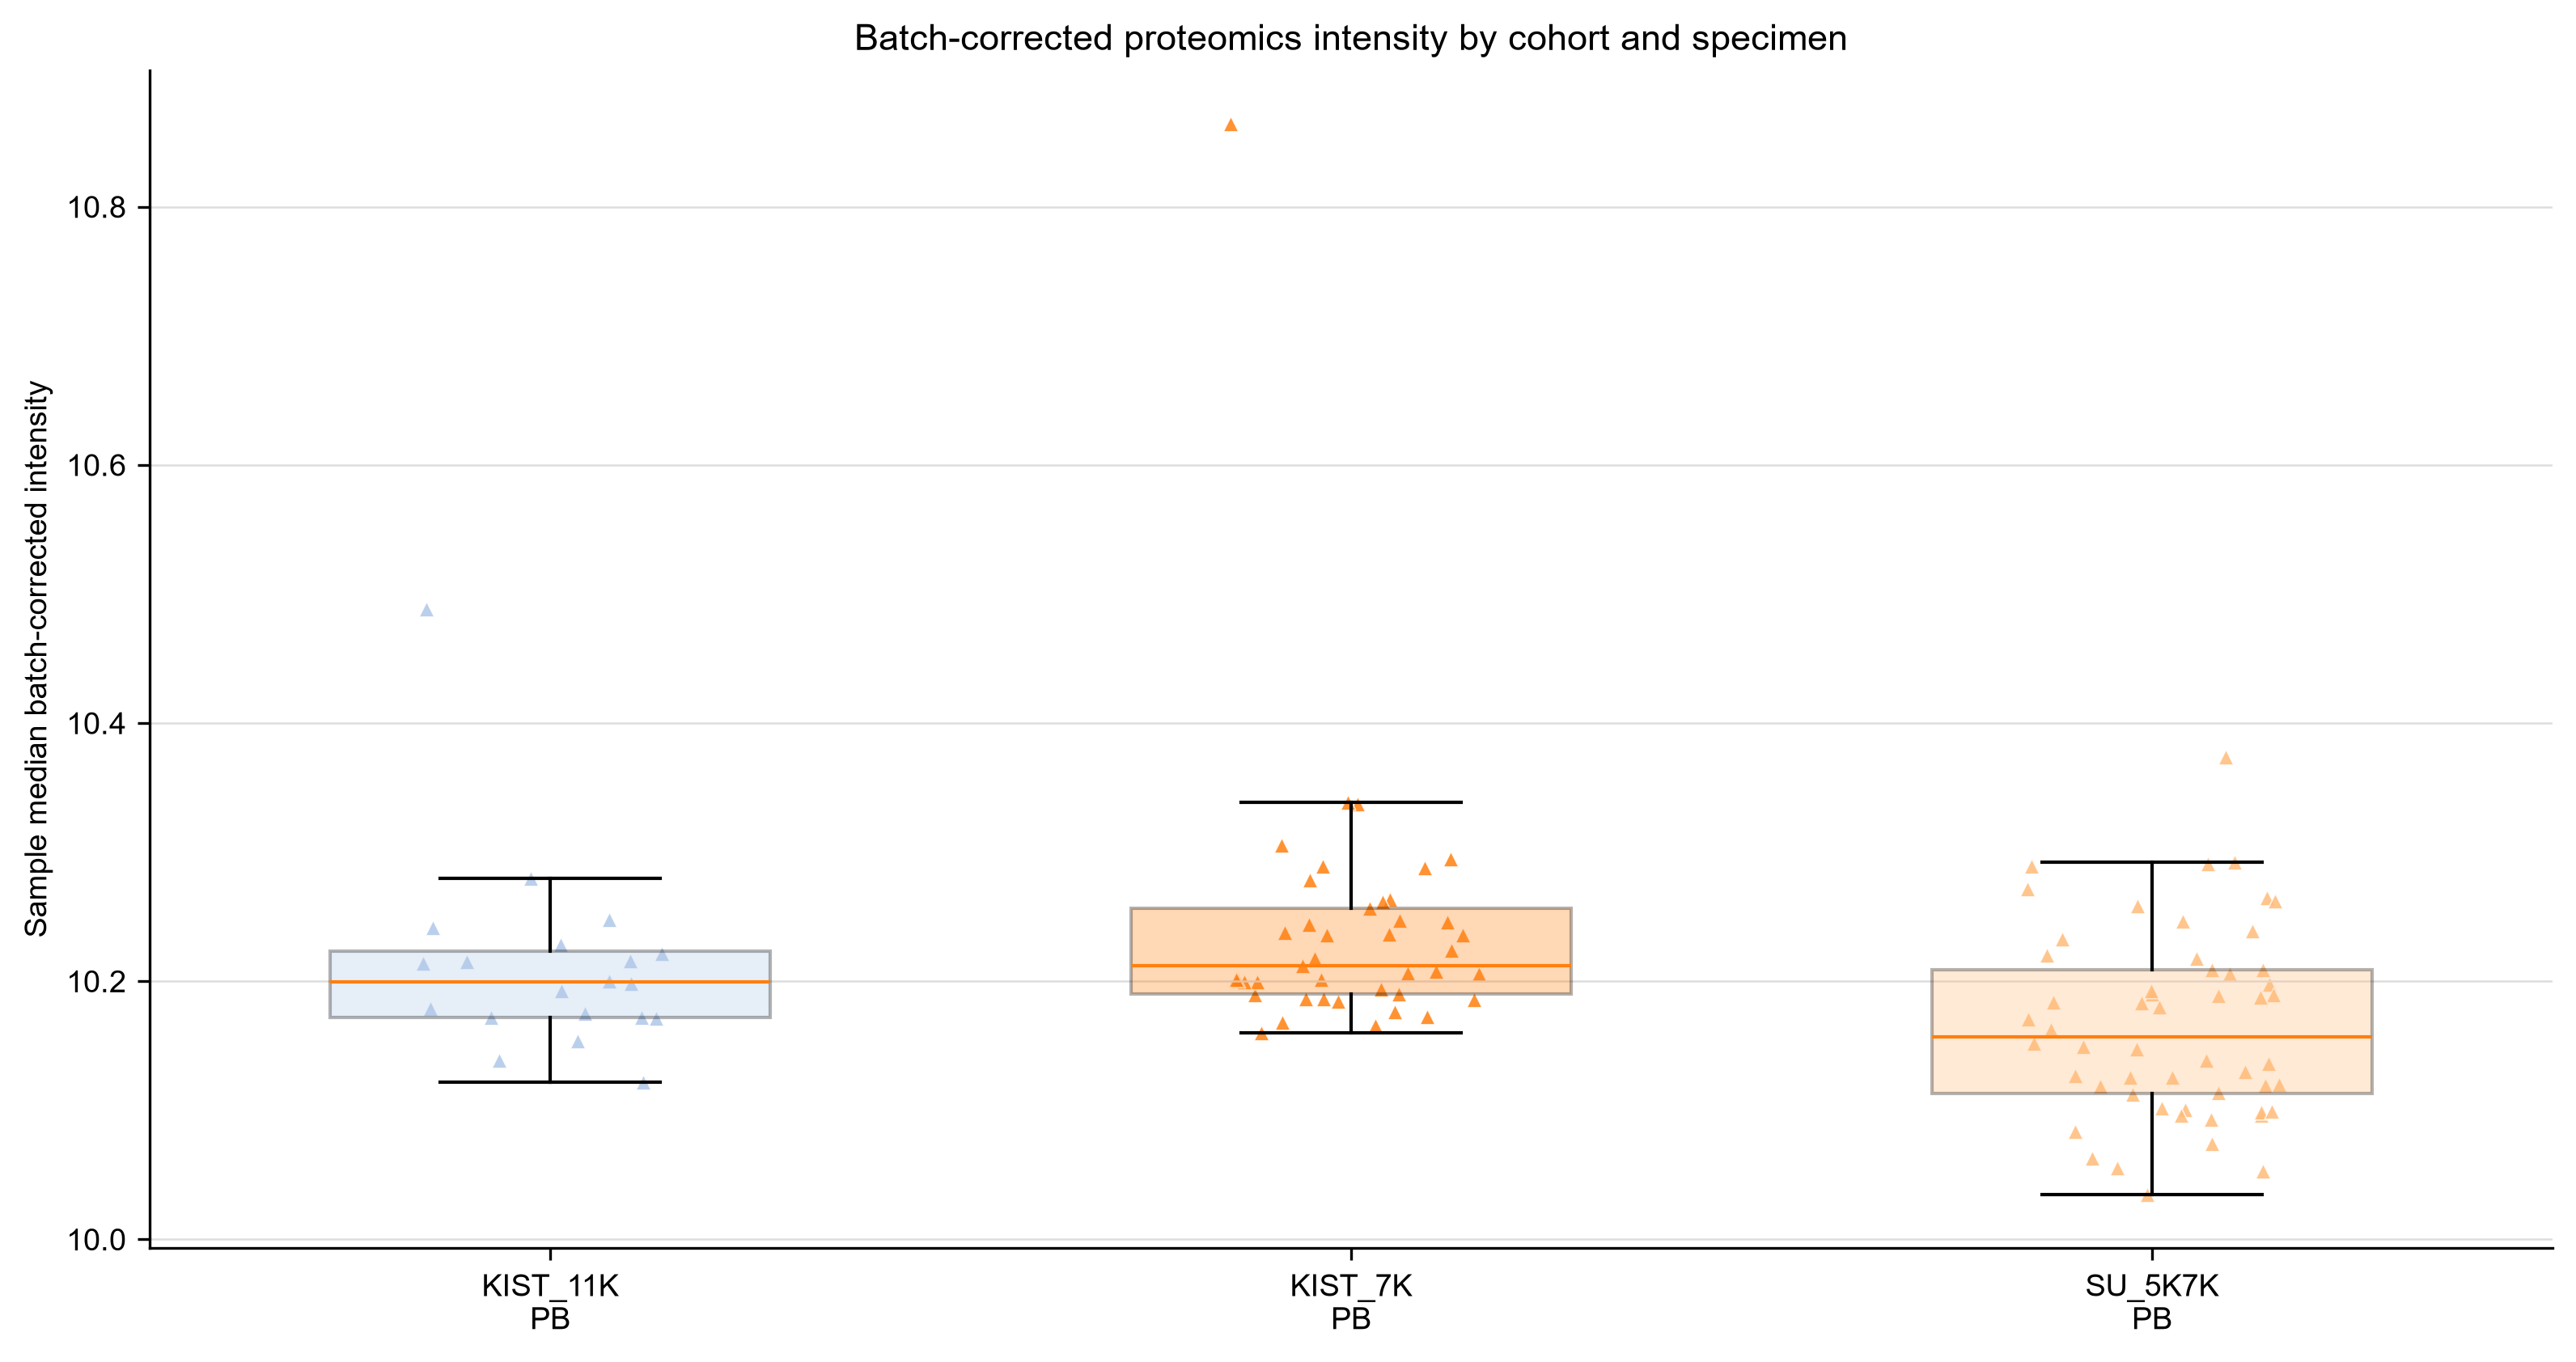 Batch-corrected proteomics intensity by cohort and specimen
Sample median batch-corrected intensity
10.8
10.6
10.4
10.2
10.0
KIST_11K
PB
KIST_7K
PB
SU_5K7K
PB